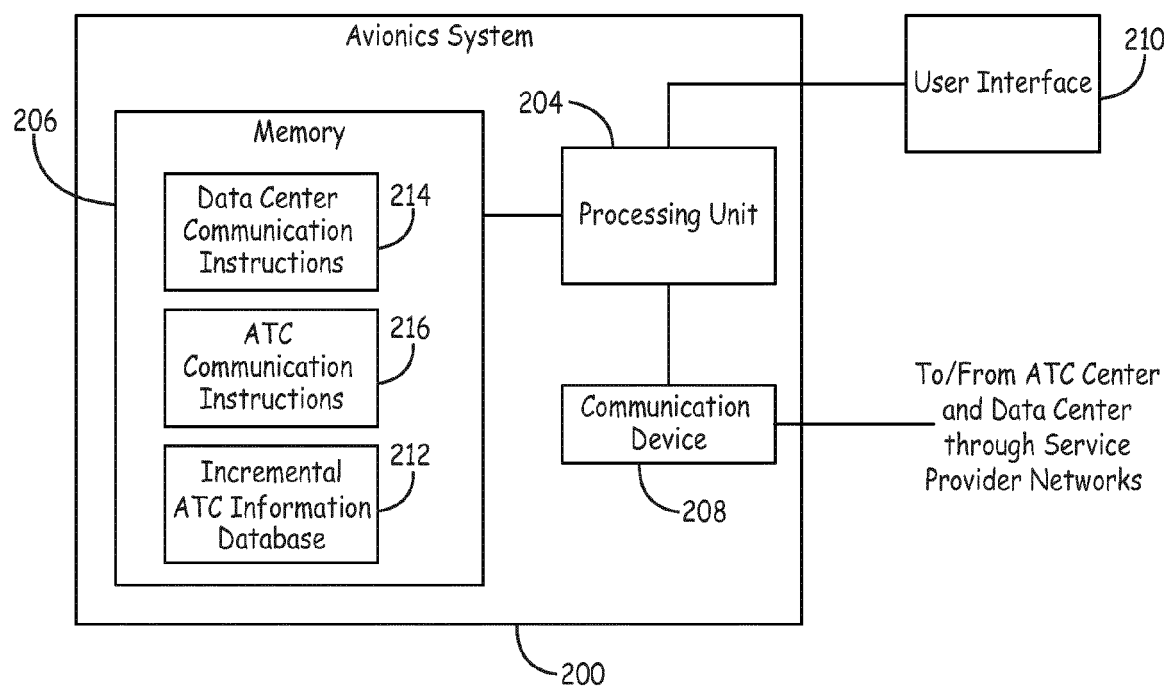 Avionics System
206
Memory
Data Center
Communication
Instructions
214
ATC
Communication
Instructions
216
Incremental
ATC Information
Database
212
204
Processing Unit
Communication
Device
208
200
User Interface
210
To/From ATC Center
and Data Center
through Service
Provider Networks